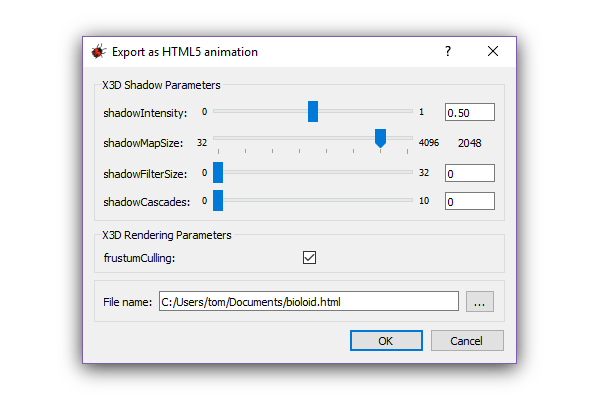 Export as HTML5 animation ?
X3D Shadow Parameters
shadowIntensity: 0 1 0.50
shadowMapSize: 32 4096 2048
shadowFilterSize: 0 32 0
shadowCascades: 0 10 0
X3D Rendering Parameters
frustumCulling:
File name: C:/Users/tom/Documents/bioloid.html ...
OK Cancel